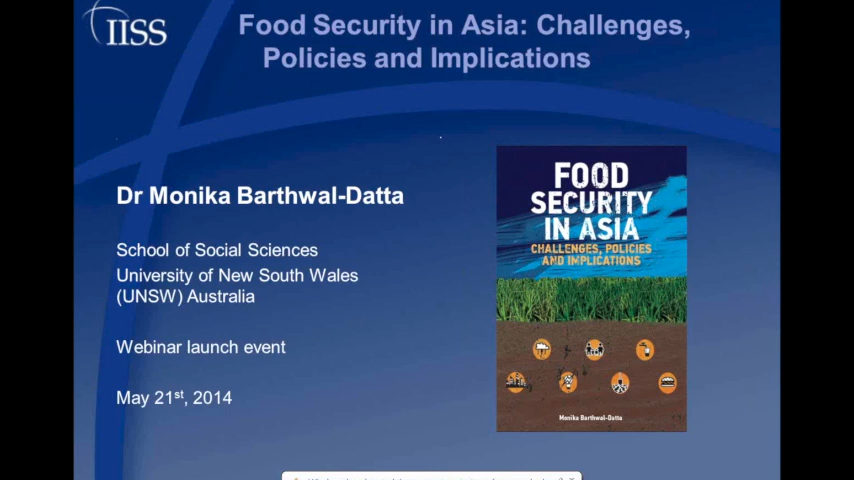 IISS
Food Security in Asia: Challenges,
Policies and Implications
Dr Monika Barthwal-Datta
School of Social Sciences
University of New South Wales
(UNSW) Australia
Webinar launch event
May 21st, 2014
FOOD
SECURITY
IN ASIA
CHALLENGES, POLICIES
AND IMPLICATIONS
Monika Barthwal-Datta